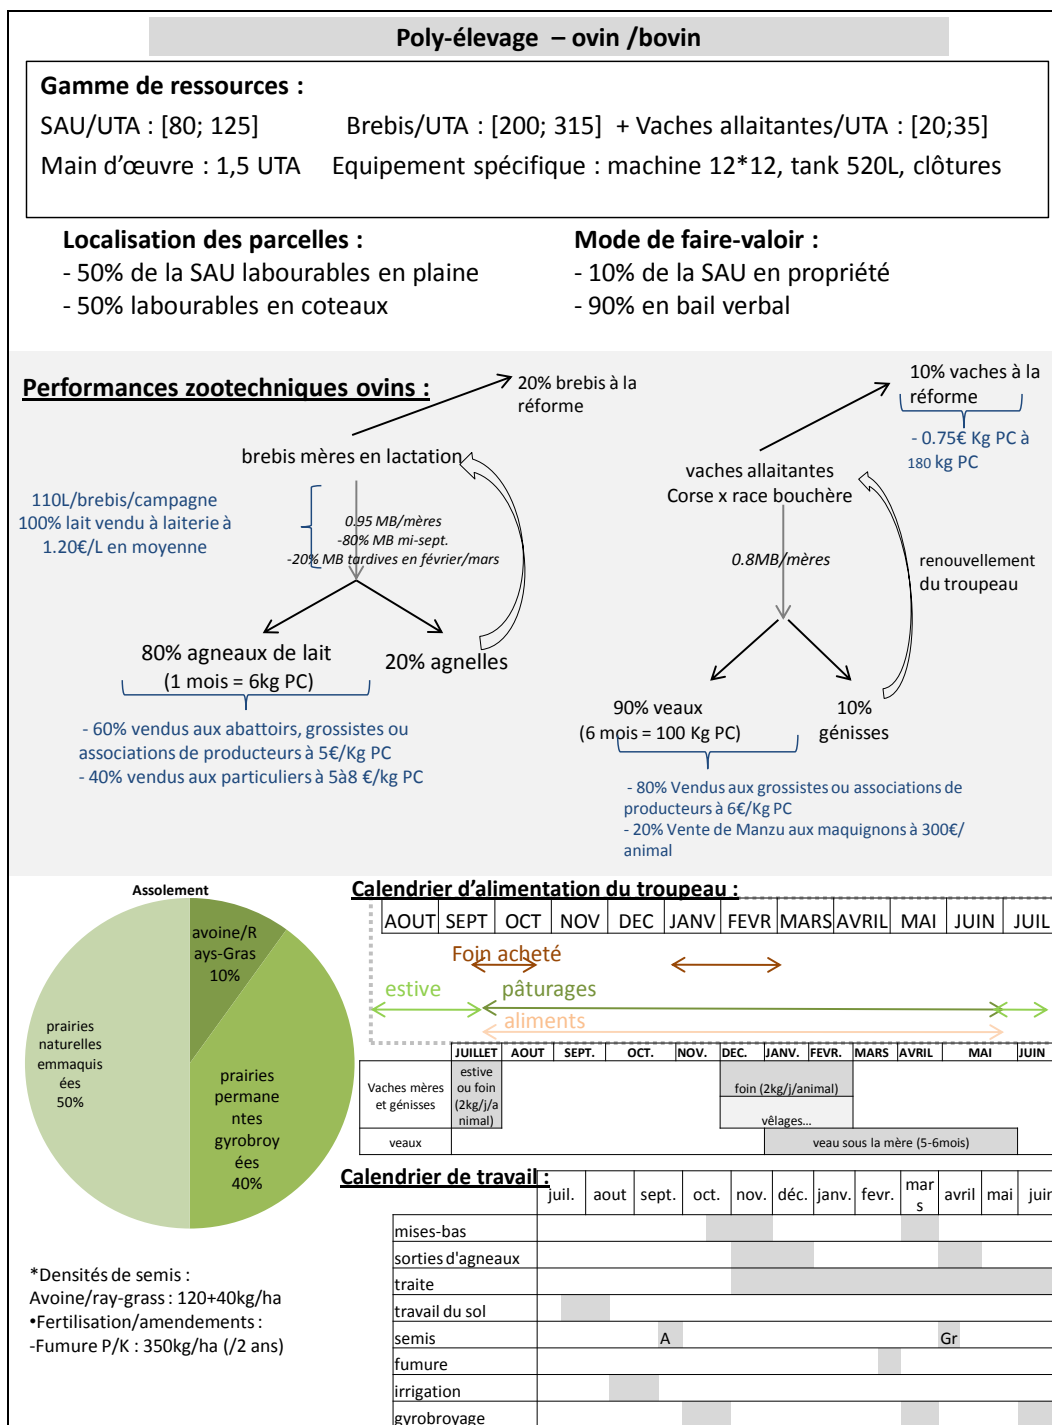 Poly-élevage – ovin /bovin
Gamme de ressources :
SAU/UTA : [80; 125] Brebis/UTA : [200; 315] + Vaches allaitantes/UTA : [20;35]
Main d'œuvre : 1,5 UTA Equipement spécifique : machine 12*12, tank 520L, clôtures
Localisation des parcelles :
- 50% de la SAU labourables en plaine
- 50% labourables en coteaux
Mode de faire-valoir :
- 10% de la SAU en propriété
- 90% en bail verbal
Performances zootechniques ovins :
20% brebis à la
réforme
brebis mères en lactation
110L/brebis/campagne
100% lait vendu à laiterie à
1.20€/L en moyenne
0.95 MB/mères
-80% MB mi-sept.
-20% MB tardives en février/mars
80% agneaux de lait
(1 mois = 6kg PC)
20% agnelles
- 60% vendus aux abattoirs, grossistes ou
associations de producteurs à 5€/Kg PC
- 40% vendus aux particuliers à 5à8 €/kg PC
10% vaches à la
réforme
- 0.75€ Kg PC à
180 kg PC
vaches allaitantes
Corse x race bouchère
0.8MB/mères
renouvellement
du troupeau
90% veaux
(6 mois = 100 Kg PC)
10%
génisses
- 80% Vendus aux grossistes ou associations de
producteurs à 6€/Kg PC
- 20% Vente de Manzu aux maquignons à 300€/
animal
Assolement
avoine/R
ays-Gras
10%
prairies
naturelles
emmaquis
ées
50%
prairies
permane
ntes
gyrobroy
ées
40%
*Densités de semis :
Avoine/ray-grass : 120+40kg/ha
•Fertilisation/amendements :
-Fumure P/K : 350kg/ha (/2 ans)
Calendrier d'alimentation du troupeau :
AOUT SEPT OCT NOV DEC JANV FEVR MARS AVRIL MAI JUIN JUIL
Foin acheté
estive pâturages
aliments
JUILLET AOUT SEPT. OCT. NOV. DEC. JANV. FEVR. MARS AVRIL MAI JUIN
Vaches mères
et génisses
estive
ou foin
(2kg/j/a
nimal)
foin (2kg/j/animal)
vêlages...
veaux veau sous la mère (5-6mois)
Calendrier de travail :
juil. aout sept. oct. nov. déc. janv. fevr. mar
s avril mai juin
mises-bas
sorties d'agneaux
traite
travail du sol
semis A Gr
fumure
irrigation
gyrobroyage